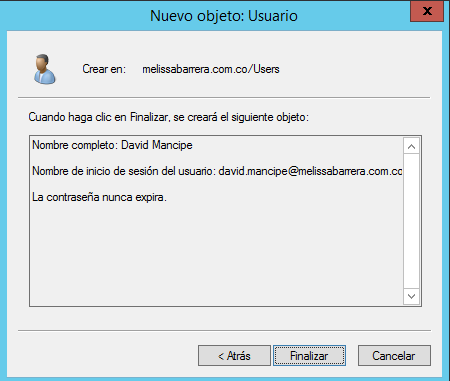 Nuevo objeto: Usuario
x
Crear en: melissabarrera.com.co/Users
Cuando haga clic en Finalizar, se creará el siguiente objeto:
Nombre completo: David Mancipe
Nombre de inicio de sesión del usuario: david.mancipe@melissabarrera.com.co
La contraseña nunca expira.
< Atrás Finalizar Cancelar